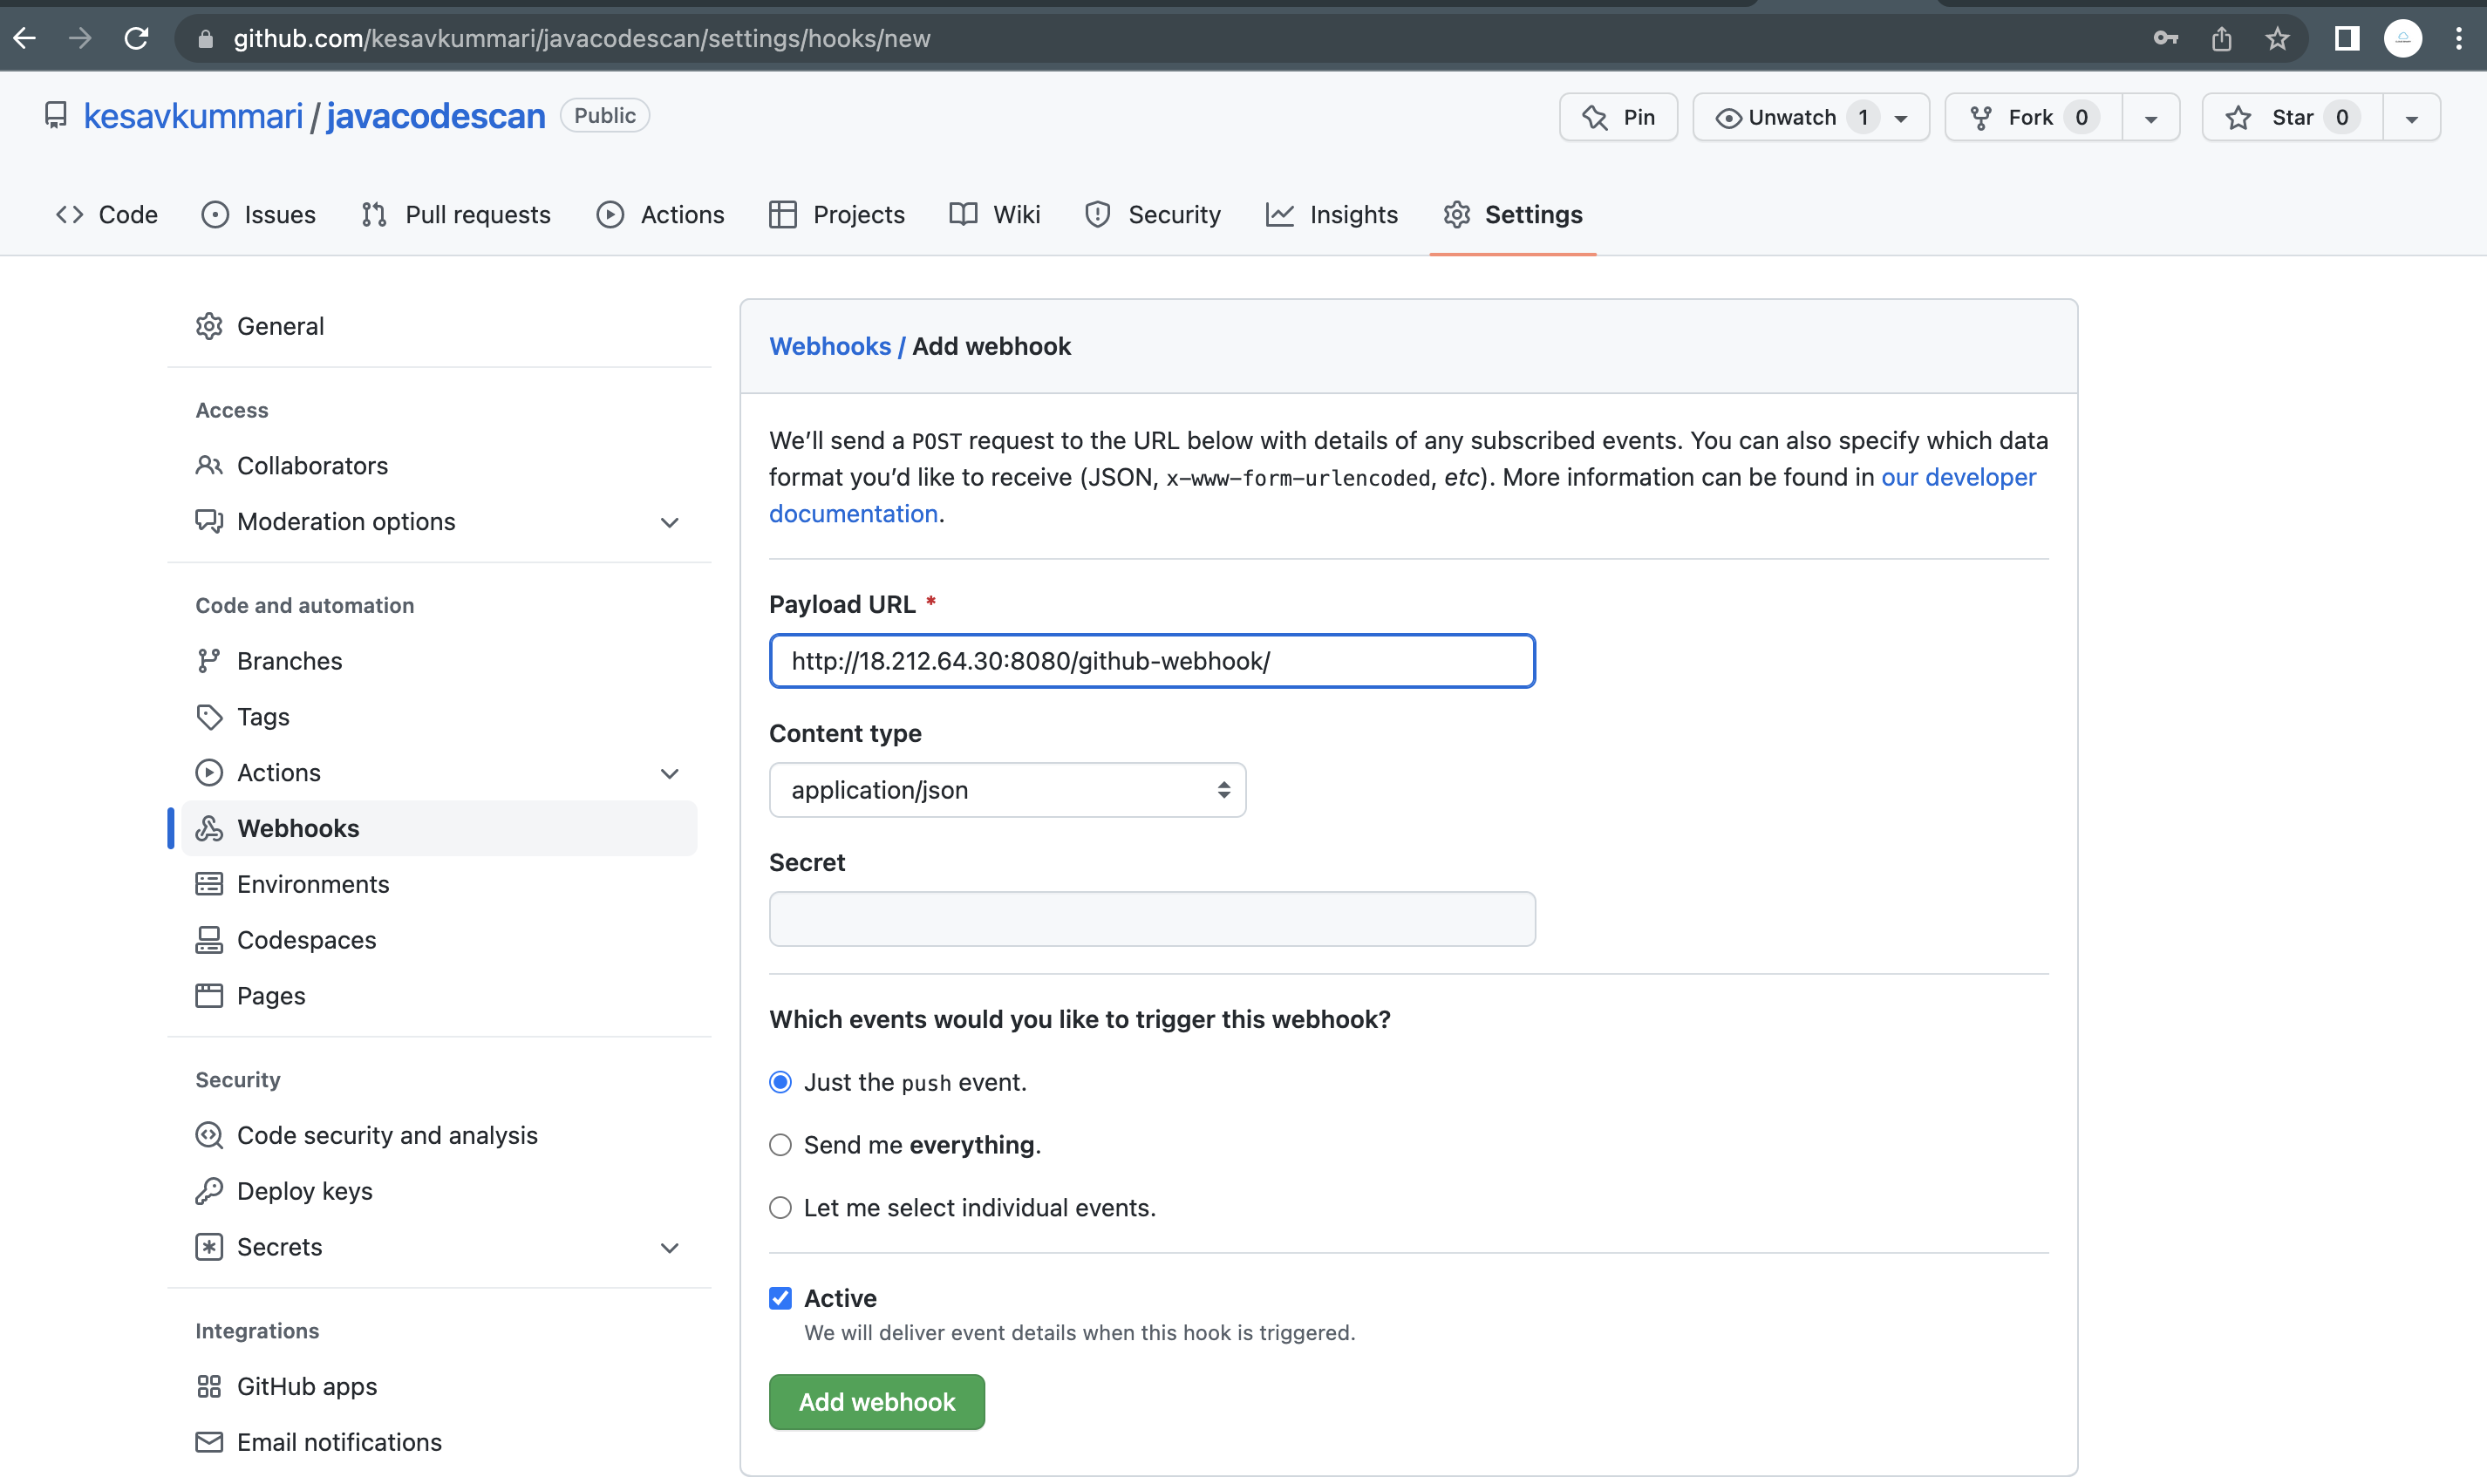 github.com/kesavkummari/javacodescan/settings/hooks/new
kesavkummari / javacodescan Public
Pin Unwatch 1 Fork 0 Star 0
Code Issues Pull requests Actions Projects Wiki Security Insights Settings
General
Access
Collaborators
Moderation options
Code and automation
Branches
Tags
Actions
Webhooks
Environments
Codespaces
Pages
Security
Code security and analysis
Deploy keys
Secrets
Integrations
GitHub apps
Email notifications
Webhooks / Add webhook
We’ll send a POST request to the URL below with details of any subscribed events. You can also specify which data
format you’d like to receive (JSON, x-www-form-urlencoded, etc). More information can be found in our developer
documentation.
Payload URL *
http://18.212.64.30:8080/github-webhook/
Content type
application/json
Secret
Which events would you like to trigger this webhook?
Just the push event.
Send me everything.
Let me select individual events.
Active
We will deliver event details when this hook is triggered.
Add webhook